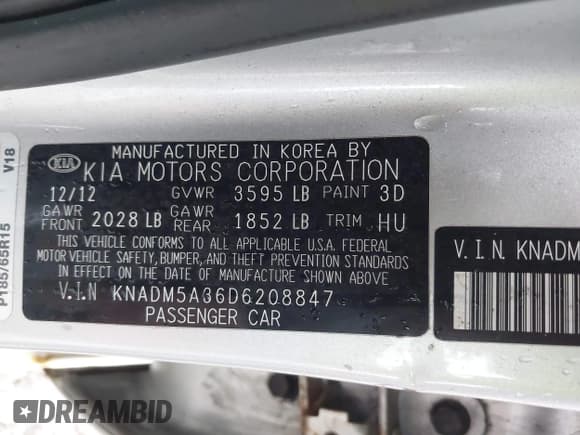 MANUFACTURED IN KOREA BY
KIA KIA MOTORS CORPORATION
12/12 GVWR 3595 LB PAINT 3D
GAWR FRONT 2028 LB GAWR REAR 1852 LB TRIM HU
THIS VEHICLE CONFORMS TO ALL APPLICABLE U.S.A. FEDERAL
MOTOR VEHICLE SAFETY, BUMPER, AND THEFT PREVENTION STANDARDS
IN EFFECT ON THE DATE OF MANUFACTURE SHOWN ABOVE
V.I.N KNADM5A36D6208847
PASSENGER CAR
P185/65R15 V18
V.I.N. KNADM
DREAMBID